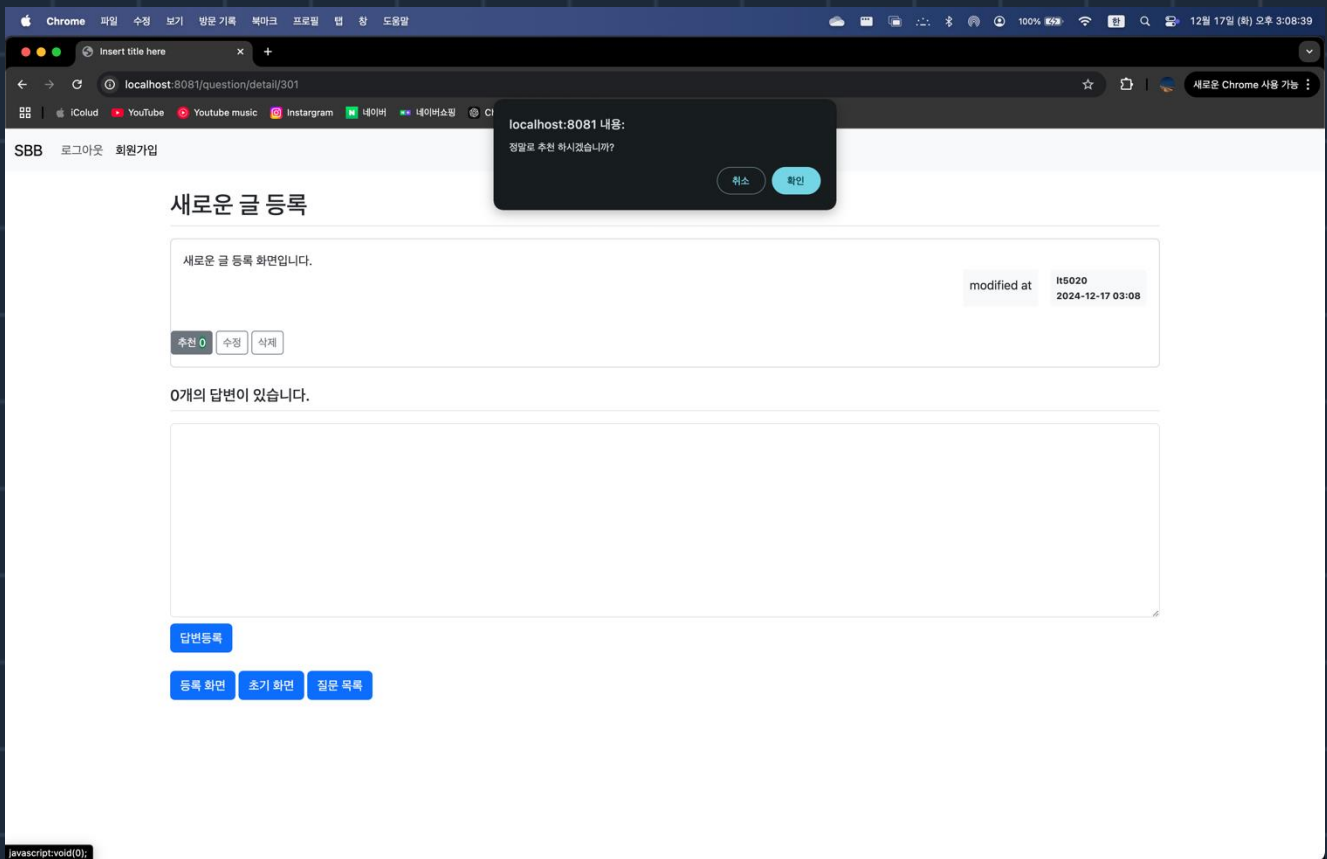 Chrome 파일 수정 보기 방문 기록 북마크 프로필 탭 창 도움말 100% 한 12월 17일 (화) 오후 3:08:39
Insert title here
localhost:8081/question/detail/301 새로운 Chrome 사용 가능
iColud YouTube Youtube music Instargram 네이버 네이버쇼핑
localhost:8081 내용:
정말로 추천 하시겠습니까?
취소 확인
SBB 로그아웃 회원가입
새로운 글 등록
새로운 글 등록 화면입니다.
modified at
lt5020
2024-12-17 03:08
추천 0 수정 삭제
0개의 답변이 있습니다.
답변등록
등록 화면 초기 화면 질문 목록
javascript:void(0);